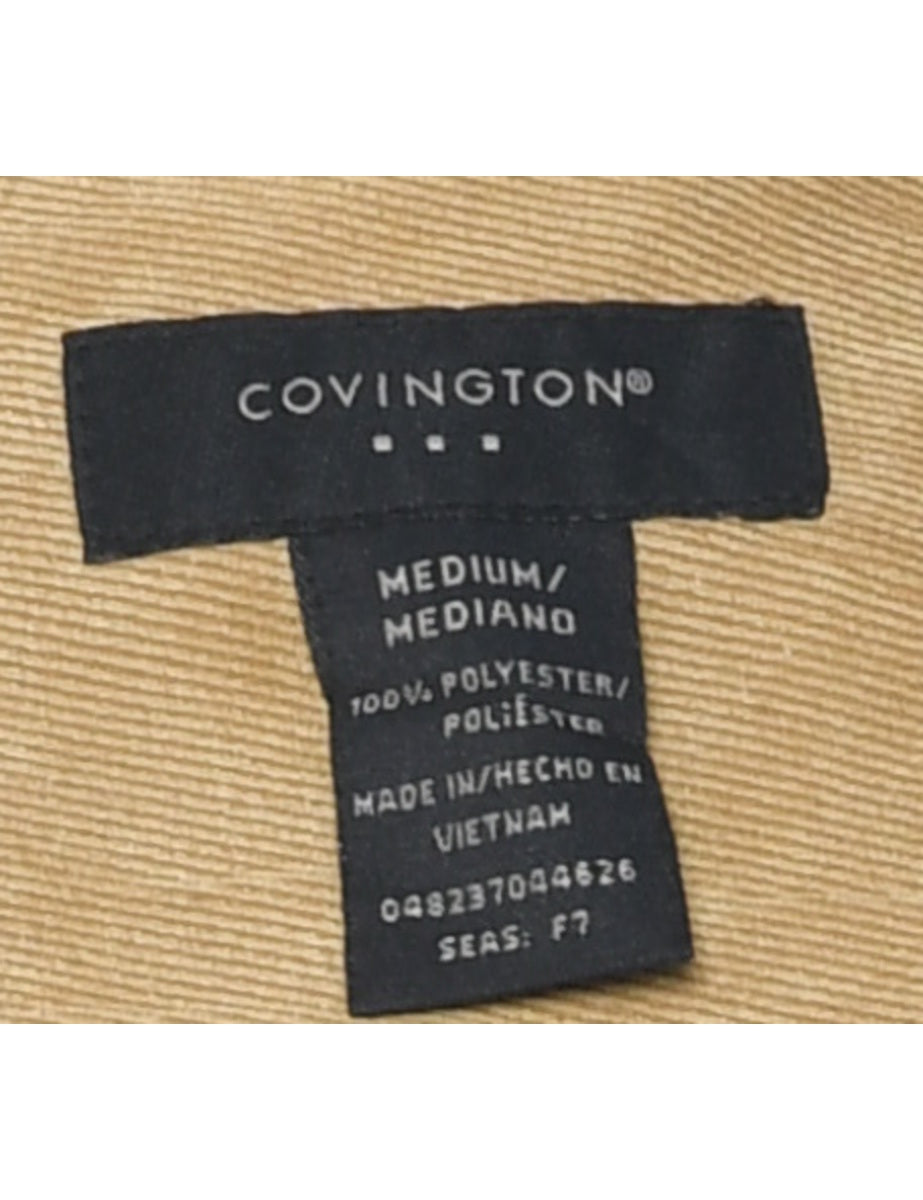 COVINGTON®
MEDIUM/
MEDIANO
100% POLYESTER/
POLIÉSTER
MADE IN/HECHO EN
VIETNAM
048237044626
SEAS: F7